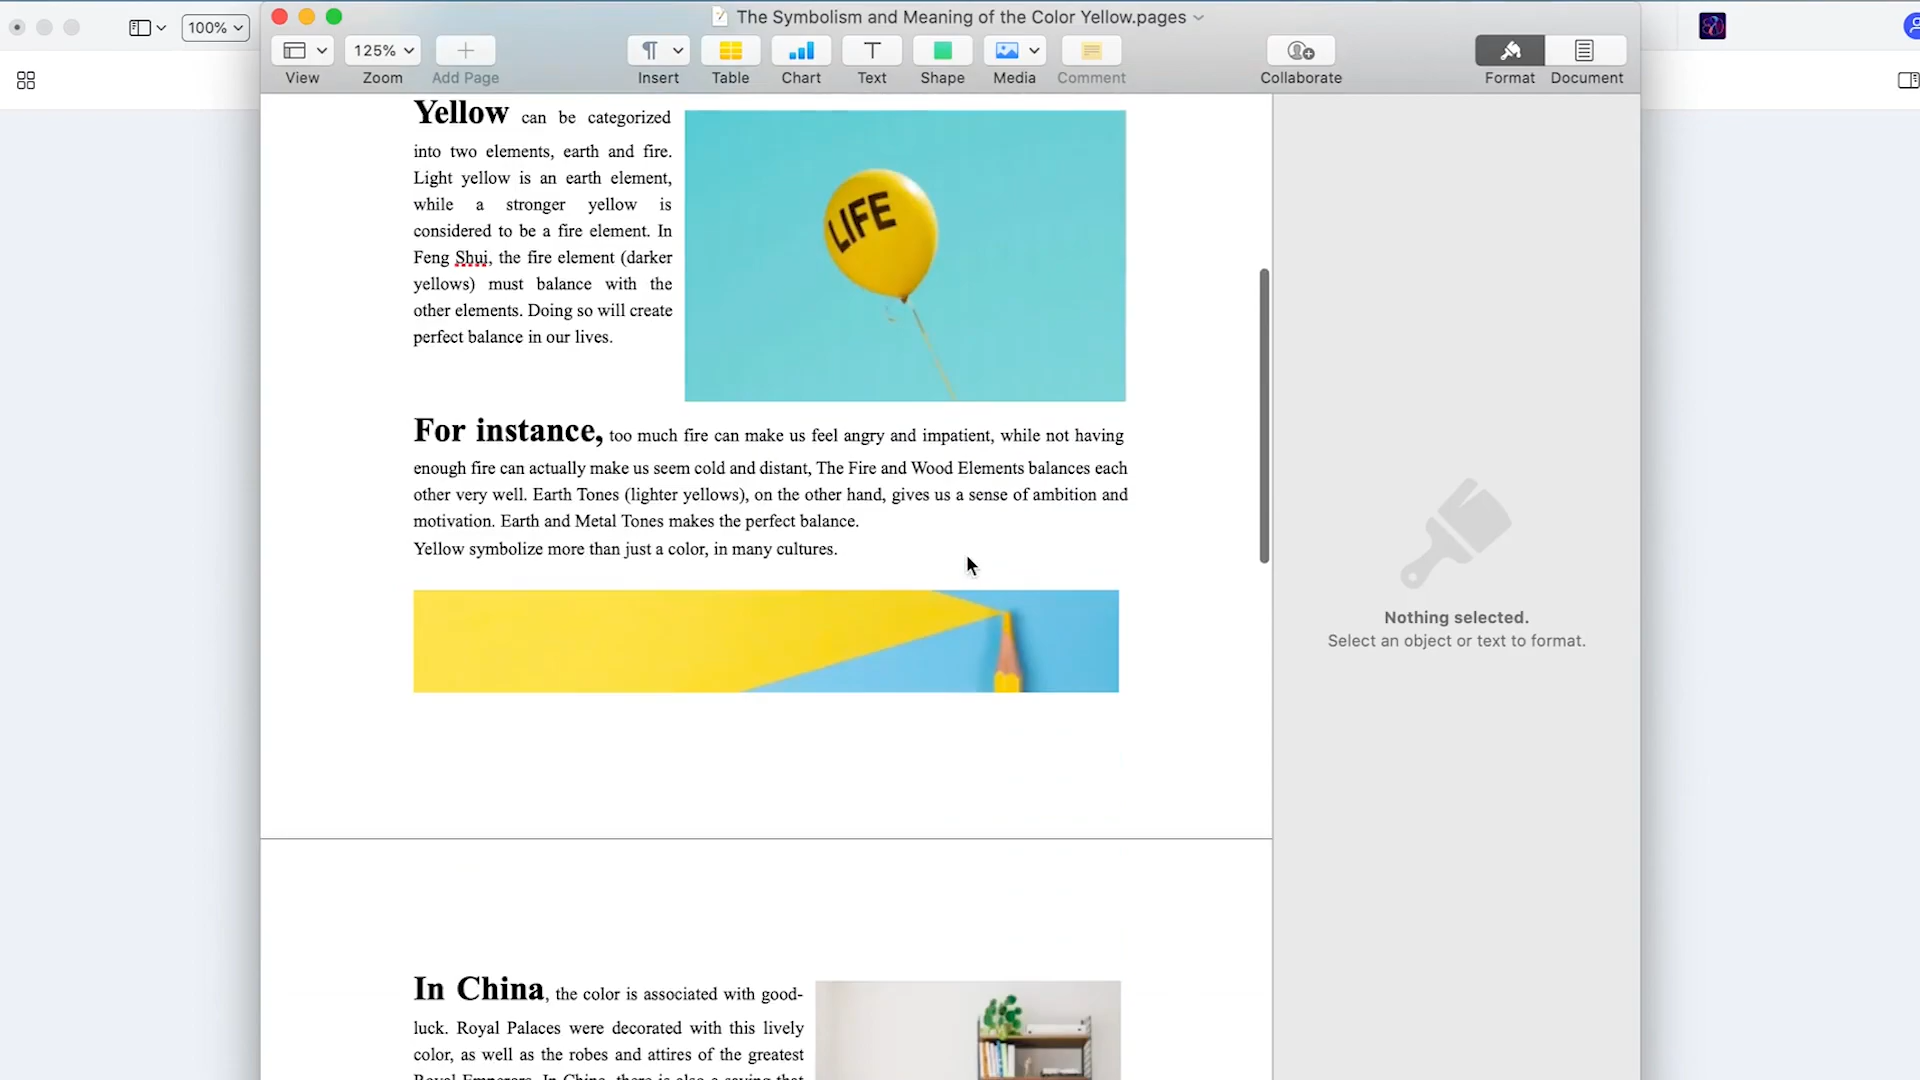 100%
The Symbolism and Meaning of the Color Yellow.pages
125%
View
Zoom
Add Page
Insert
Table
Chart
Text
Shape
Media
Comment
Collaborate
Format
Document
Yellow can be categorized
into two elements, earth and fire.
Light yellow is an earth element,
while a stronger yellow is
considered to be a fire element. In
Feng Shui, the fire element (darker
yellows) must balance with the
other elements. Doing so will create
perfect balance in our lives.
LIFE
For instance, too much fire can make us feel angry and impatient, while not having
enough fire can actually make us seem cold and distant, The Fire and Wood Elements balances each
other very well. Earth Tones (lighter yellows), on the other hand, gives us a sense of ambition and
motivation. Earth and Metal Tones makes the perfect balance.
Yellow symbolize more than just a color, in many cultures.
Nothing selected.
Select an object or text to format.
In China, the color is associated with good-
luck. Royal Palaces were decorated with this lively
color, as well as the robes and attires of the greatest
Royal Emperors. In China, there is also a saying that